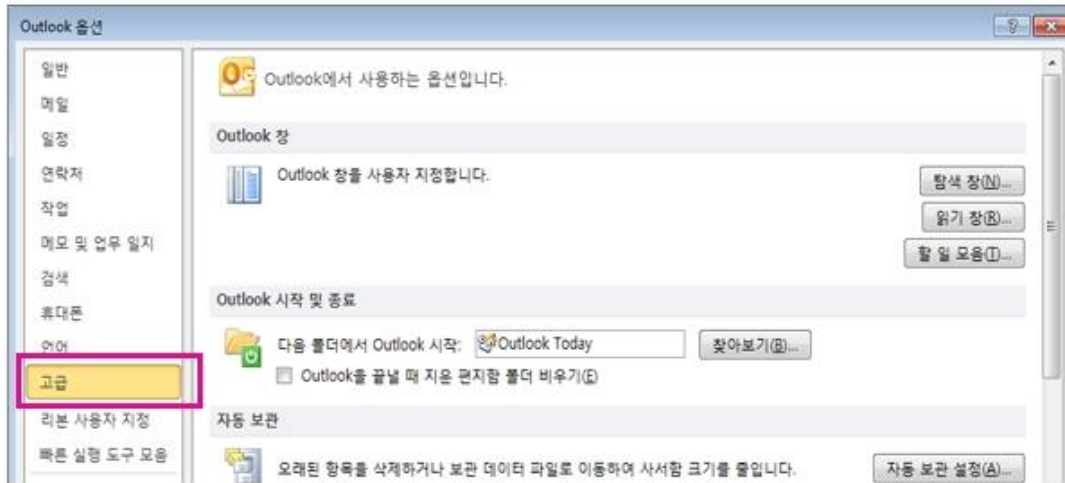 Outlook 옵션
일반
메일
일정
연락처
작업
메모 및 업무 일지
검색
휴대폰
언어
고급
리본 사용자 지정
빠른 실행 도구 모음
Outlook에서 사용하는 옵션입니다.
Outlook 창
Outlook 창을 사용자 지정합니다.
탐색 창(N)...
읽기 창(R)...
할 일 모음(T)...
Outlook 시작 및 종료
다음 폴더에서 Outlook 시작: Outlook Today 찾아보기(B)...
Outlook을 끝낼 때 지운 편지함 폴더 비우기(E)
자동 보관
오래된 항목을 삭제하거나 보관 데이터 파일로 이동하여 사서함 크기를 줄입니다. 자동 보관 설정(A)...